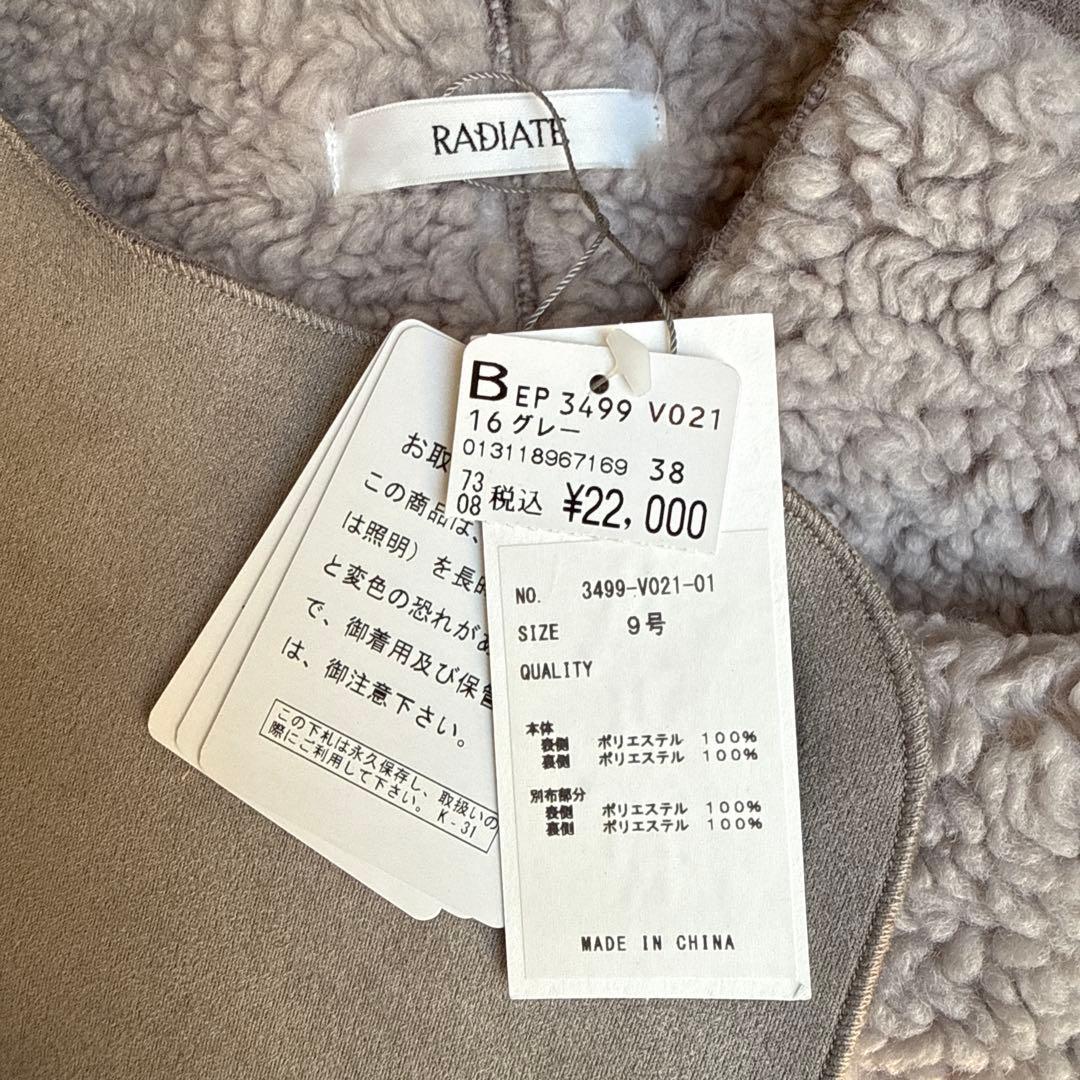 RADIATE
B EP 3499 V021
16 グレー
013118967169 38
73
08 税込 ¥22,000
お取
この商品は、
は照明）を長時
と変色の恐れがあ
で、御着用及び保管
は、御注意下さい。
この下札は永久保存し、取扱いの
際にご利用して下さい。 K-31
NO. 3499-V021-01
SIZE 9号
QUALITY
本体
表側 ポリエステル 100%
裏側 ポリエステル 100%
別布部分
表側 ポリエステル 100%
裏側 ポリエステル 100%
MADE IN CHINA